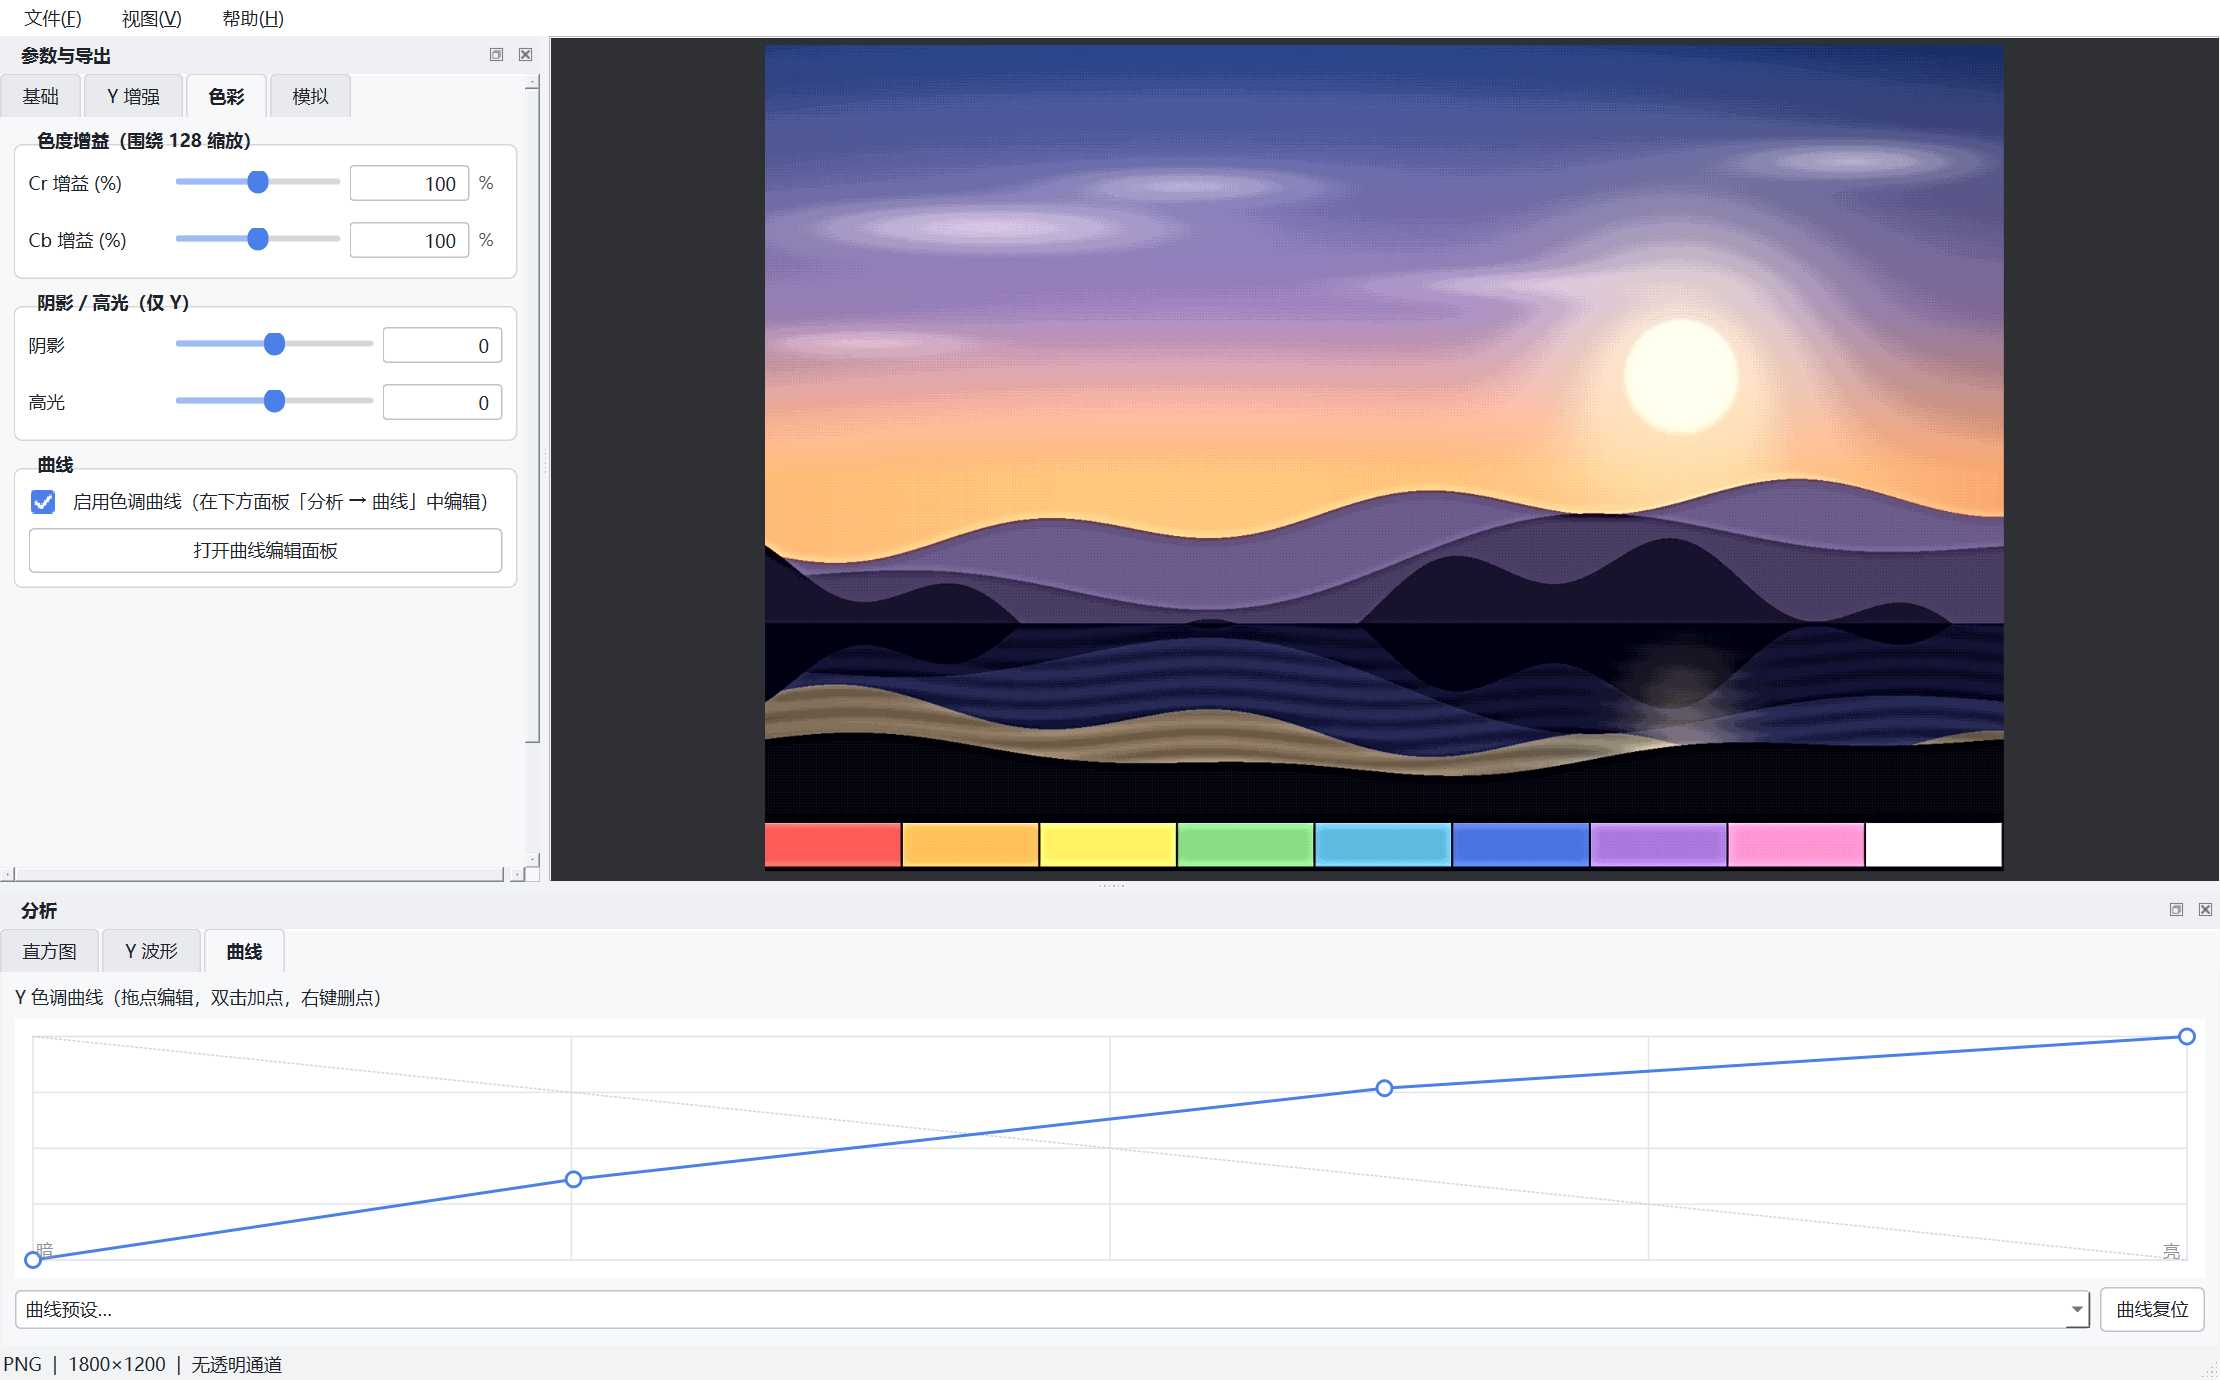 文件(F) 视图(V) 帮助(H)
参数与导出
基础 Y 增强 色彩 模拟
色度增益（围绕 128 缩放）
Cr 增益 (%) 100 %
Cb 增益 (%) 100 %
阴影 / 高光（仅 Y）
阴影 0
高光 0
曲线
启用色调曲线（在下方面板「分析 → 曲线」中编辑）
打开曲线编辑面板
分析
直方图 Y 波形 曲线
Y 色调曲线（拖点编辑，双击加点，右键删点）
暗 亮
曲线预设... 曲线复位
PNG | 1800×1200 | 无透明通道